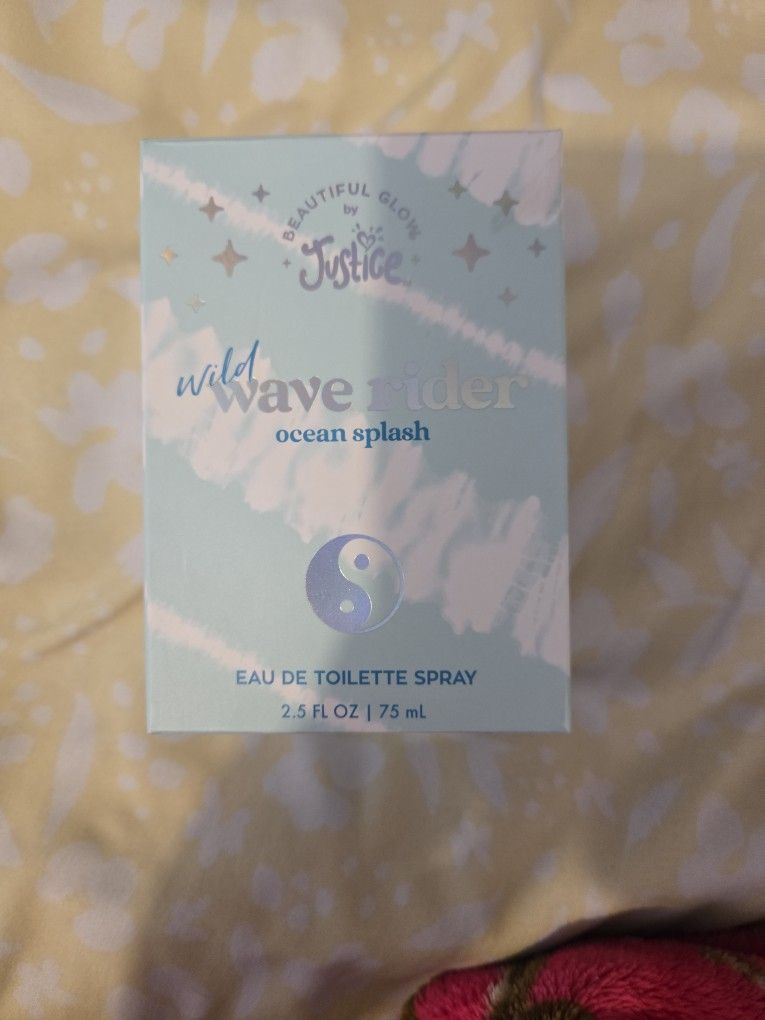 BEAUTIFUL GLOW
by
Justice
wild
wave rider
ocean splash
EAU DE TOILETTE SPRAY
2.5 FL OZ | 75 mL